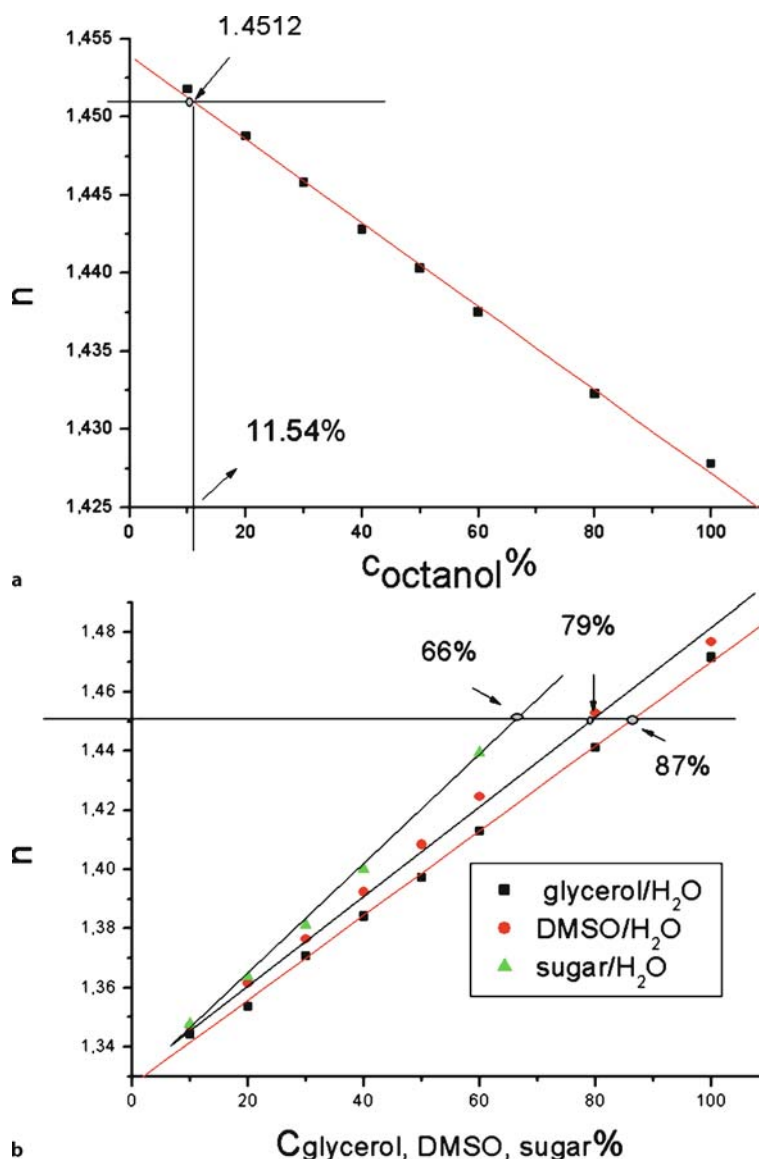 1.4512
1,455
1,450
1,445
1,440
1,435
1,430
1,425
n
11.54%
0 20 40 60 80 100
coctanol%
a
1,48
1,46
1,44
1,42
1,40
1,38
1,36
1,34
n
66%
79%
87%
glycerol/H2O
DMSO/H2O
sugar/H2O
0 20 40 60 80 100
Cglycerol, DMSO, sugar%
b